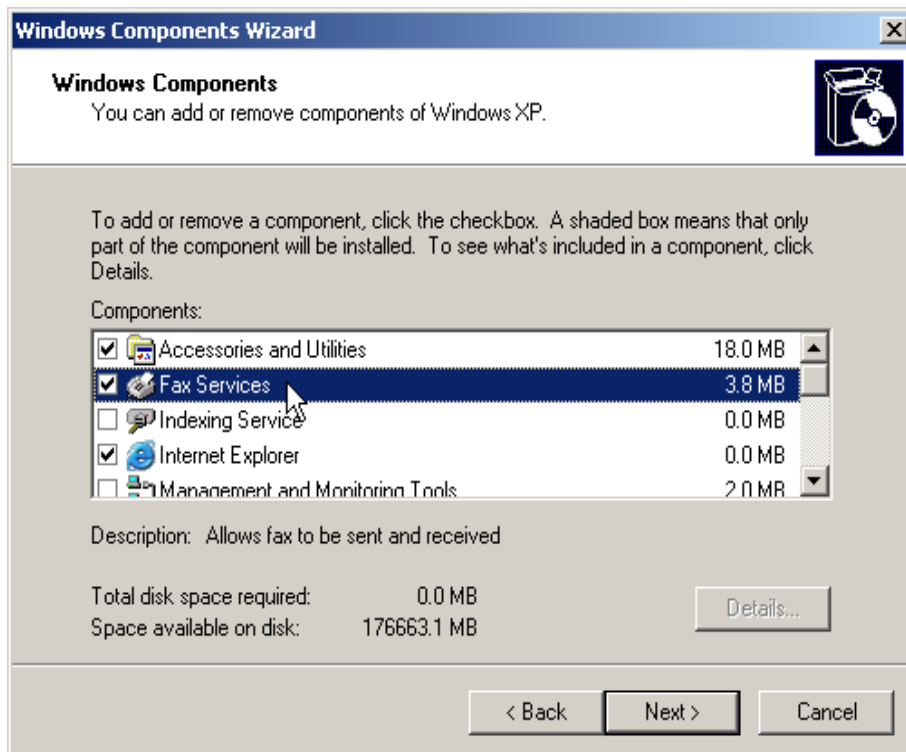 Windows Components Wizard
Windows Components
You can add or remove components of Windows XP.
To add or remove a component, click the checkbox. A shaded box means that only
part of the component will be installed. To see what's included in a component, click
Details.
Components:
Accessories and Utilities 18.0 MB
Fax Services 3.8 MB
Indexing Service 0.0 MB
Internet Explorer 0.0 MB
Management and Monitoring Tools 2.0 MB
Description: Allows fax to be sent and received
Total disk space required: 0.0 MB
Space available on disk: 176663.1 MB
Details...
< Back Next > Cancel